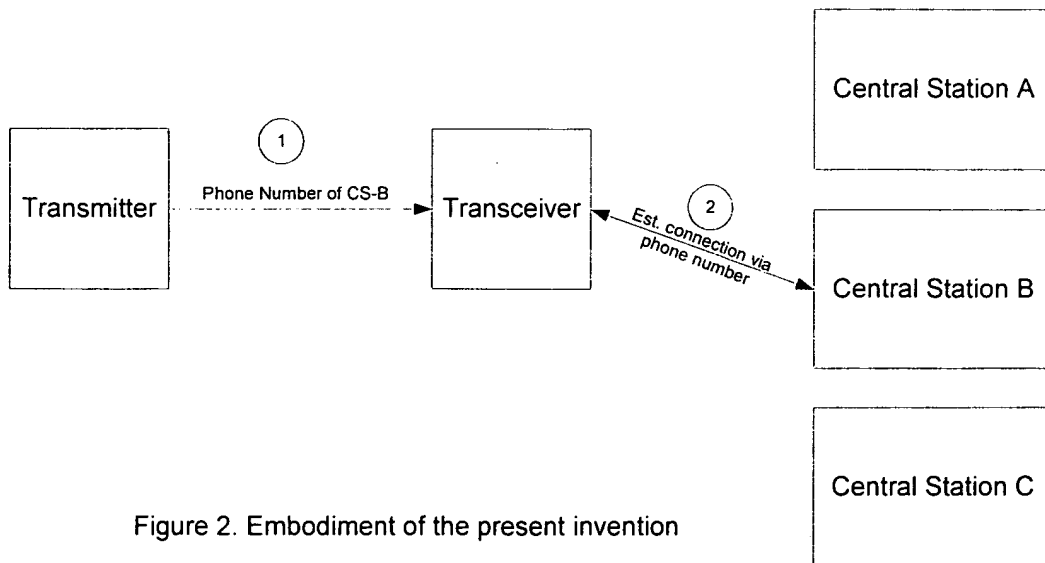 Central Station A
1
Phone Number of CS-B
Transmitter
Transceiver
2
Est. connection via
phone number
Central Station B
Central Station C
Figure 2. Embodiment of the present invention